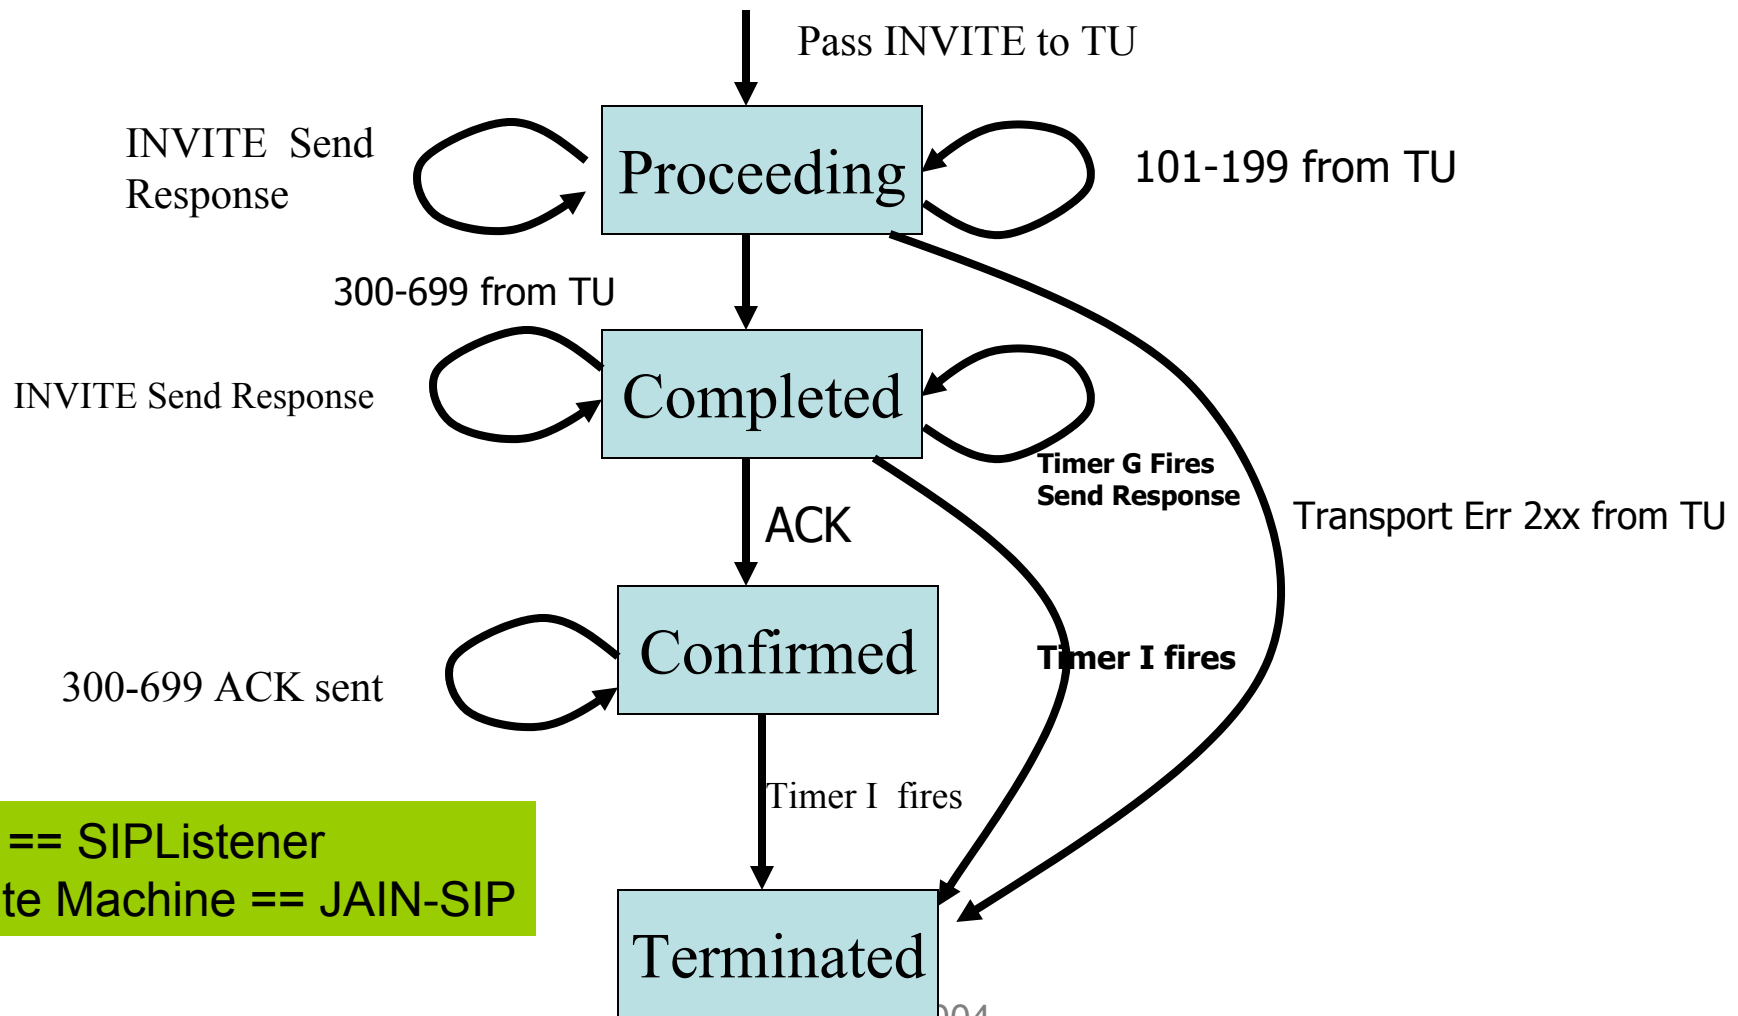 Pass INVITE to TU
INVITE Send
Response
Proceeding
101-199 from TU
300-699 from TU
INVITE Send Response
Completed
Timer G Fires
Send Response
Transport Err 2xx from TU
ACK
Confirmed
Timer I fires
300-699 ACK sent
Timer I fires
== SIPListener
te Machine == JAIN-SIP
Terminated